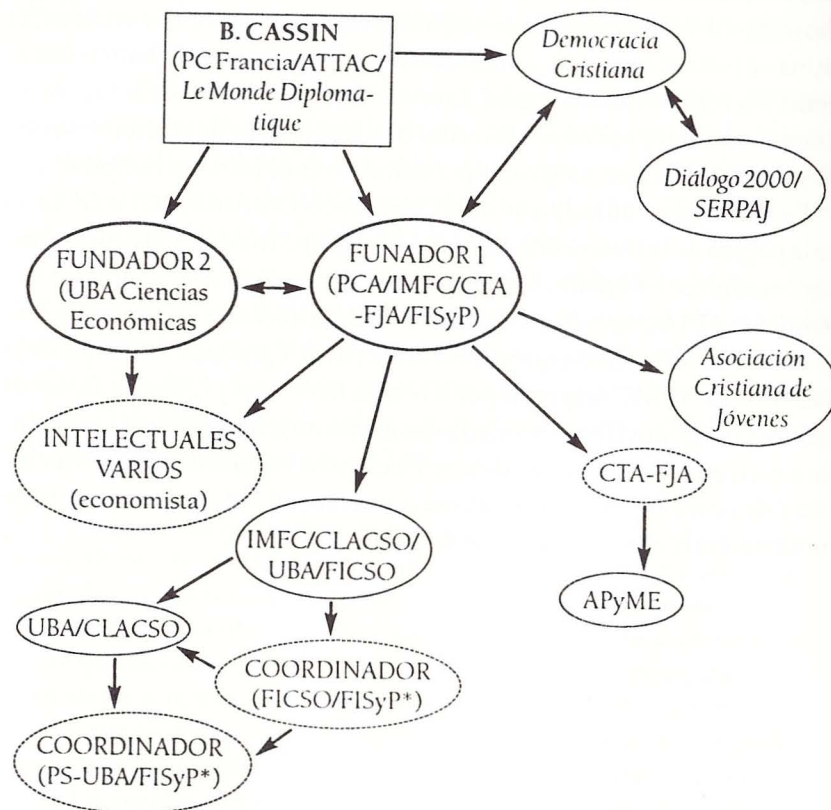 B. CASSIN
(PC Francia/ATTAC/
Le Monde Diploma-
tique
Democracia
Cristiana
Diálogo 2000/
SERPAJ
FUNDADOR 2
(UBA Ciencias
Económicas
FUNADOR 1
(PCA/IMFC/CTA
-FJA/FISyP)
Asociación
Cristiana de
Jóvenes
INTELECTUALES
VARIOS
(economista)
CTA-FJA
IMFC/CLACSO/
UBA/FICSO
APyME
UBA/CLACSO
COORDINADOR
(FICSO/FISyP*)
COORDINADOR
(PS-UBA/FISyP*)